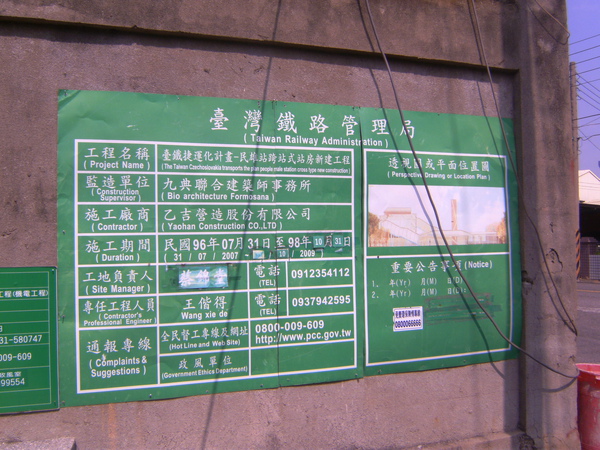 臺灣鐵路管理局
( Taiwan Railway Administration )
工程名稱
( Project Name )
臺鐵捷運化計畫-民雄站跨站式站房新建工程
(The Taiwan Czechoslovakia transports the plan people male station cross type new construction)
監造單位
(Construction
Supervisor)
九典聯合建築師事務所
( Bio architecture Formosana )
施工廠商
( Contractor )
乙吉營造股份有限公司
( Yaohan Construction CO.,LTD )
施工期間
( Duration )
民國96年07月31日至98年10月31日
( 31 / 07 / 2007 - / 10 / 2009 )
工地負責人
( Site Manager )
電話
(TEL)
0912354112
專任工程人員
( Contractor's
Professional Engineer )
王偕得
Wang xie de
電話
(TEL)
0937942595
通報專線
( Complaints &
Suggestions )
全民督工專線及網址
( Hot Line and Web Site )
0800-009-609
http://www.pcc.gov.tw
政風單位
(Government Ethics Department)
透視圖或平面位置圖
( Perspective Drawing or Location Plan )
重要公告事項 ( Notice )
1. 年(Yr) 月(M) 日(D)
2. 年(Yr) 月(M) 日(D)
0800066666
工程(機電工程)
31-580747
009-609
政風室
99554